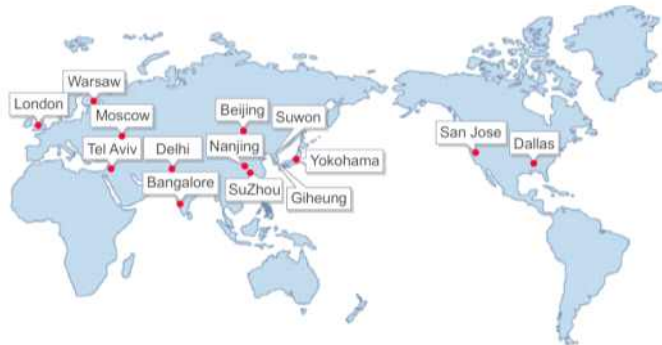 Warsaw
London
Moscow
Beijing
Suwon
San Jose
Tel Aviv
Delhi
Nanjing
Yokohama
Dallas
Bangalore
SuZhou
Giheung